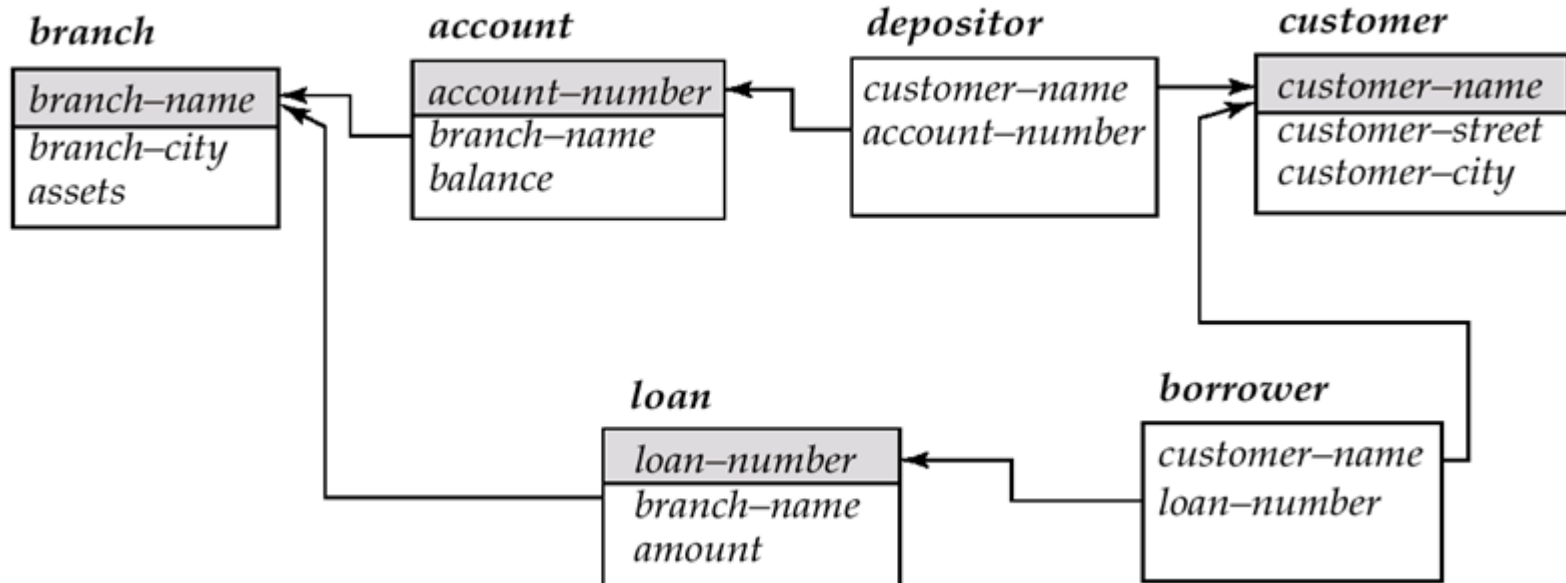 branch
branch–name
branch–city
assets
account
account–number
branch–name
balance
depositor
customer–name
account–number
customer
customer–name
customer–street
customer–city
loan
loan–number
branch–name
amount
borrower
customer–name
loan–number